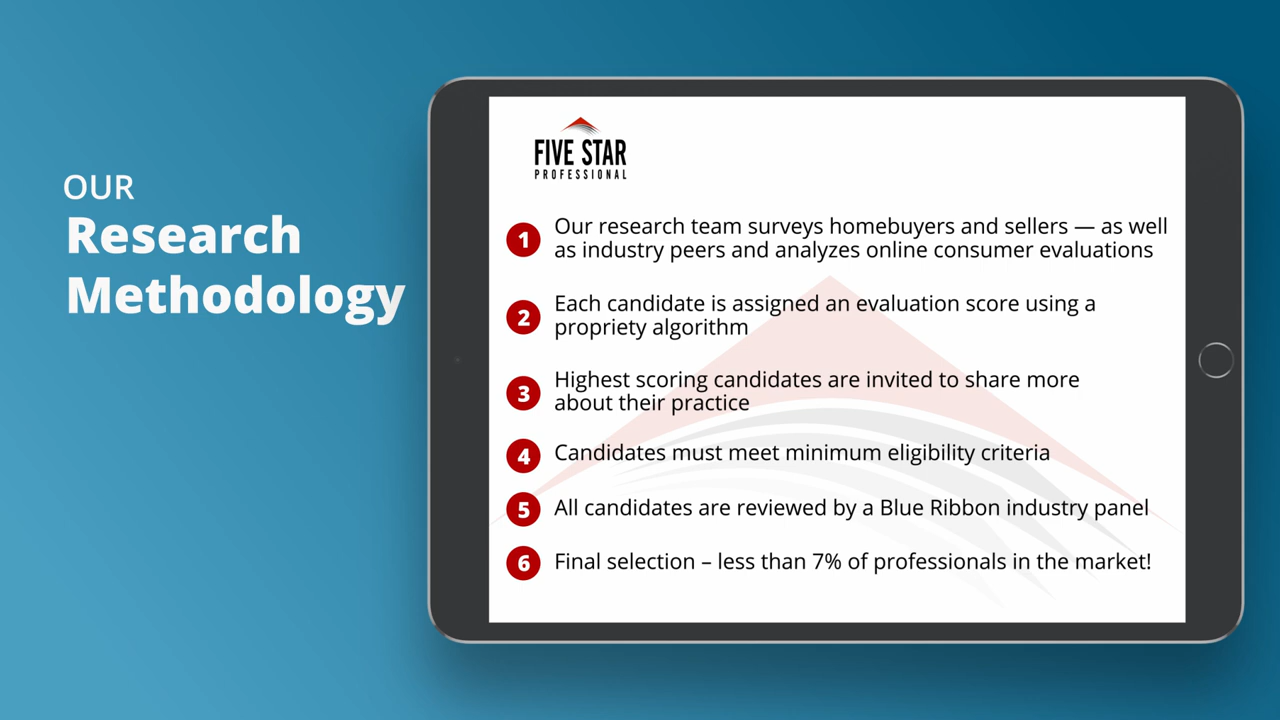 OUR
Research
Methodology
FIVE STAR
PROFESSIONAL
1 Our research team surveys homebuyers and sellers — as well
as industry peers and analyzes online consumer evaluations
2 Each candidate is assigned an evaluation score using a
propriety algorithm
3 Highest scoring candidates are invited to share more
about their practice
4 Candidates must meet minimum eligibility criteria
5 All candidates are reviewed by a Blue Ribbon industry panel
6 Final selection – less than 7% of professionals in the market!